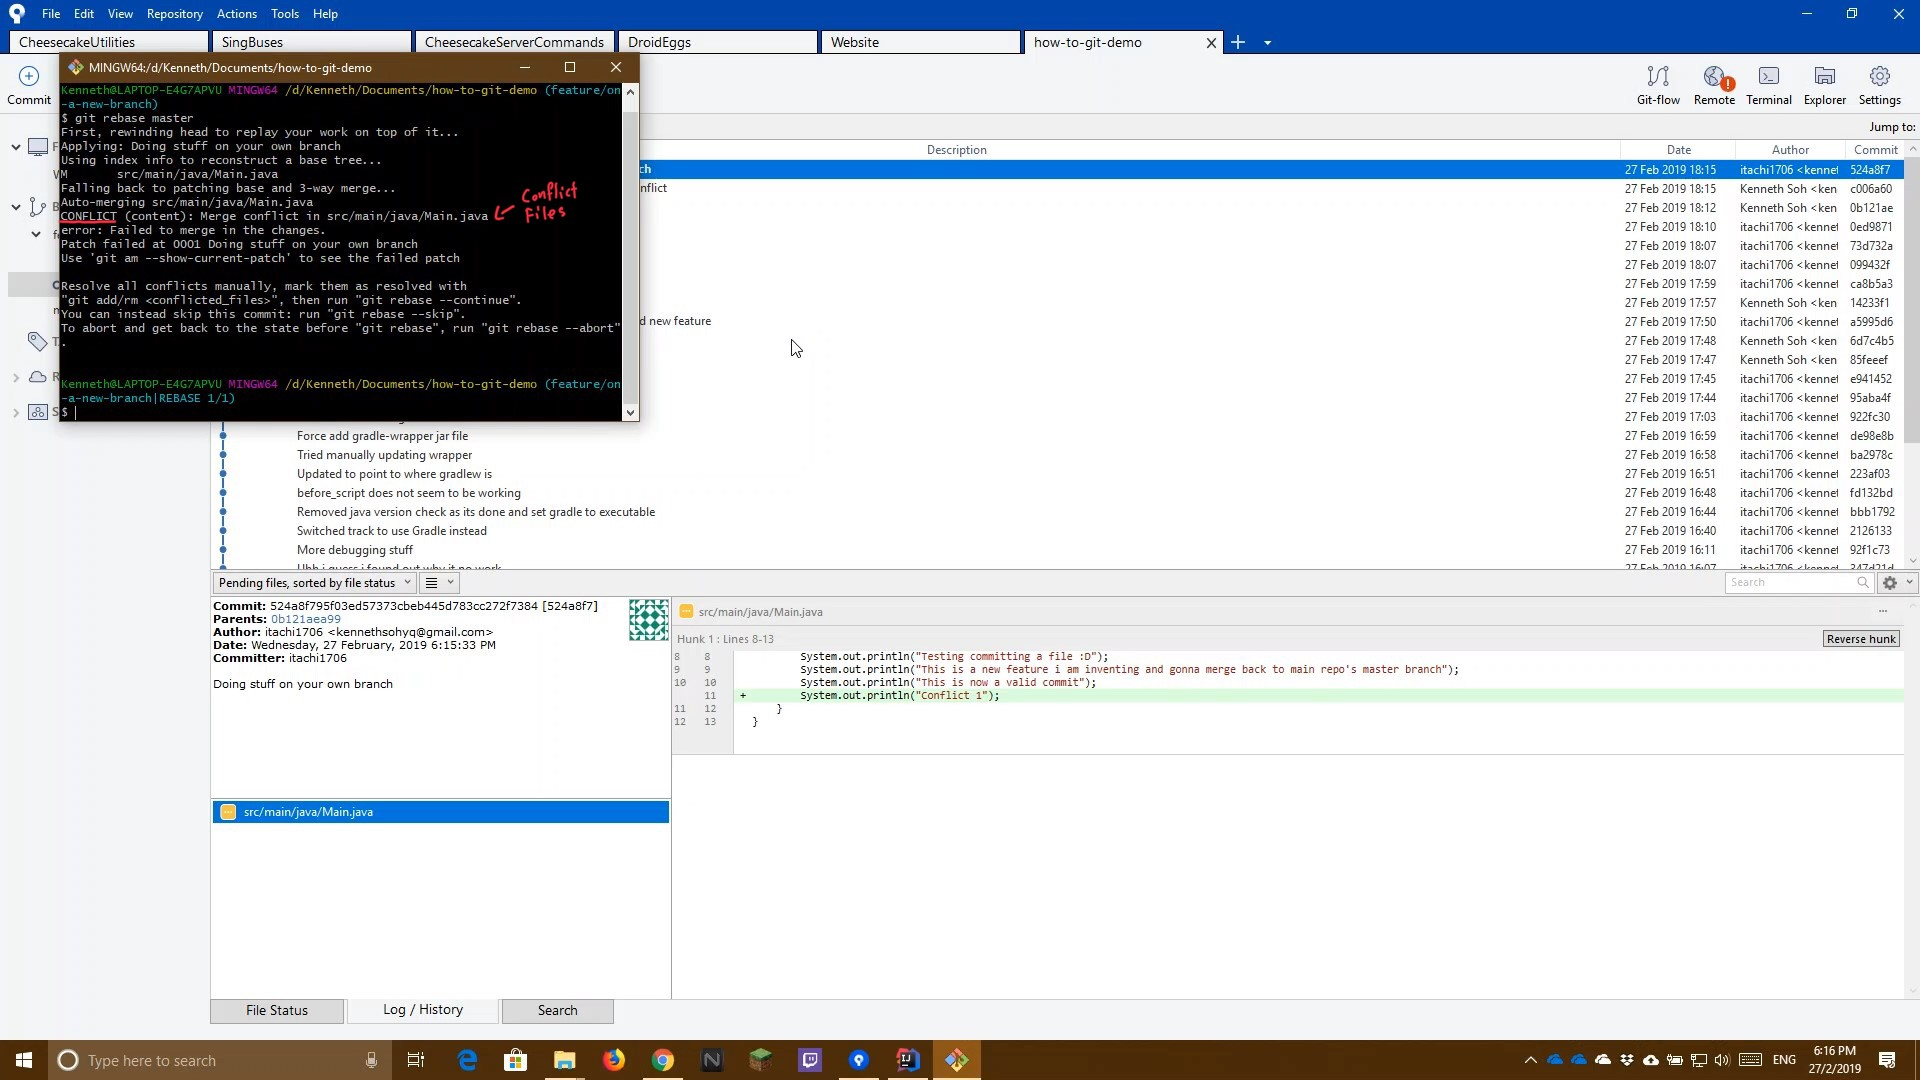 File Edit View Repository Actions Tools Help
CheesecakeUtilities SingBuses CheesecakeServerCommands DroidEggs Website how-to-git-demo
Commit
Git-flow Remote Terminal Explorer Settings
Jump to:
MINGW64:/d/Kenneth/Documents/how-to-git-demo
Kenneth@LAPTOP-E4G7APVU MINGW64 /d/Kenneth/Documents/how-to-git-demo (feature/on
-a-new-branch)
$ git rebase master
First, rewinding head to replay your work on top of it...
Applying: Doing stuff on your own branch
Using index info to reconstruct a base tree...
M src/main/java/Main.java
Falling back to patching base and 3-way merge...
Auto-merging src/main/java/Main.java
CONFLICT (content): Merge conflict in src/main/java/Main.java
Conflict
Files
error: Failed to merge in the changes.
Patch failed at 0001 Doing stuff on your own branch
Use 'git am --show-current-patch' to see the failed patch
Resolve all conflicts manually, mark them as resolved with
"git add/rm <conflicted_files>", then run "git rebase --continue".
You can instead skip this commit: run "git rebase --skip".
To abort and get back to the state before "git rebase", run "git rebase --abort"
.
Kenneth@LAPTOP-E4G7APVU MINGW64 /d/Kenneth/Documents/how-to-git-demo (feature/on
-a-new-branch|REBASE 1/1)
$
Description Date Author Commit
ch 27 Feb 2019 18:15 itachi1706 <kennet 524a8f7
nflict 27 Feb 2019 18:15 Kenneth Soh <ken c006a60
27 Feb 2019 18:12 Kenneth Soh <ken 0b121ae
27 Feb 2019 18:10 itachi1706 <kennet 0ed9871
27 Feb 2019 18:07 itachi1706 <kennet 73d732a
27 Feb 2019 18:07 itachi1706 <kennet 099432f
27 Feb 2019 17:59 itachi1706 <kennet ca8b5a3
27 Feb 2019 17:57 Kenneth Soh <ken 14233f1
d new feature 27 Feb 2019 17:50 itachi1706 <kennet a5995d6
27 Feb 2019 17:48 Kenneth Soh <ken 6d7c4b5
27 Feb 2019 17:47 Kenneth Soh <ken 85feeef
27 Feb 2019 17:45 itachi1706 <kennet e941452
27 Feb 2019 17:44 itachi1706 <kennet 95aba4f
27 Feb 2019 17:03 itachi1706 <kennet 922fc30
Force add gradle-wrapper jar file 27 Feb 2019 16:59 itachi1706 <kennet de98e8b
Tried manually updating wrapper 27 Feb 2019 16:58 itachi1706 <kennet ba2978c
Updated to point to where gradlew is 27 Feb 2019 16:51 itachi1706 <kennet 223af03
before_script does not seem to be working 27 Feb 2019 16:48 itachi1706 <kennet fd132bd
Removed java version check as its done and set gradle to executable 27 Feb 2019 16:44 itachi1706 <kennet bbb1792
Switched track to use Gradle instead 27 Feb 2019 16:40 itachi1706 <kennet 2126133
More debugging stuff 27 Feb 2019 16:11 itachi1706 <kennet 92f1c73
Uhh i guess i found out why it no work 27 Feb 2019 16:07 itachi1706 <kennet 347d21d
Pending files, sorted by file status
Search
Commit: 524a8f795f03ed57373cbeb445d783cc272f7384 [524a8f7]
Parents: 0b121aea99
Author: itachi1706 <kennethsohyq@gmail.com>
Date: Wednesday, 27 February, 2019 6:15:33 PM
Committer: itachi1706
Doing stuff on your own branch
src/main/java/Main.java
src/main/java/Main.java
Hunk 1 : Lines 8-13 Reverse hunk
8 8 System.out.println("Testing committing a file :D");
9 9 System.out.println("This is a new feature i am inventing and gonna merge back to main repo's master branch");
10 10 System.out.println("This is now a valid commit");
11 + System.out.println("Conflict 1");
11 12 }
12 13 }
File Status Log / History Search
Type here to search
ENG
6:16 PM
27/2/2019